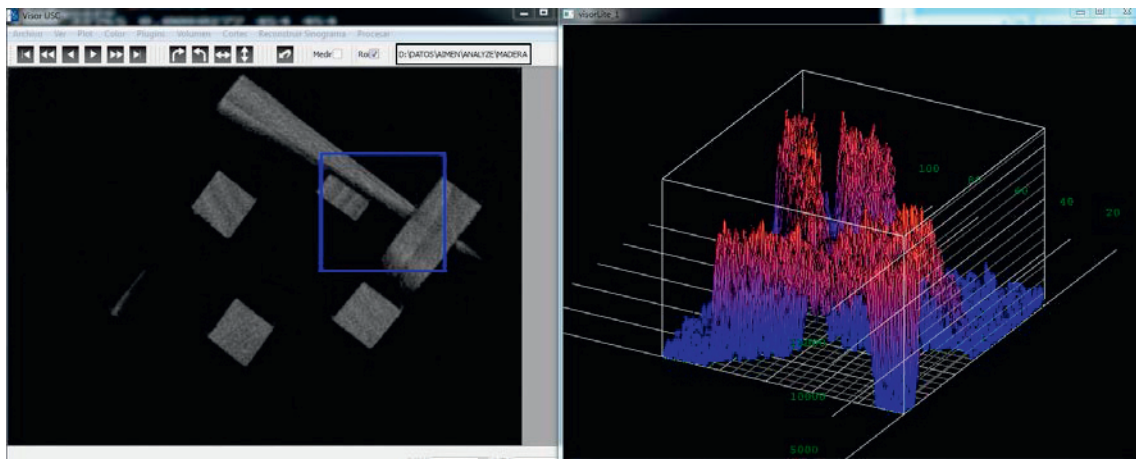 Visor USC
Archivo Ver Plot Color Plugins Volumen Cortes Reconstruir Sinograma Procesar
Medir
Roi
D:\DATOS\AIMEN\ANALYZE\MADERA
visorLite_1
100
80
60
40
20
10000
5000